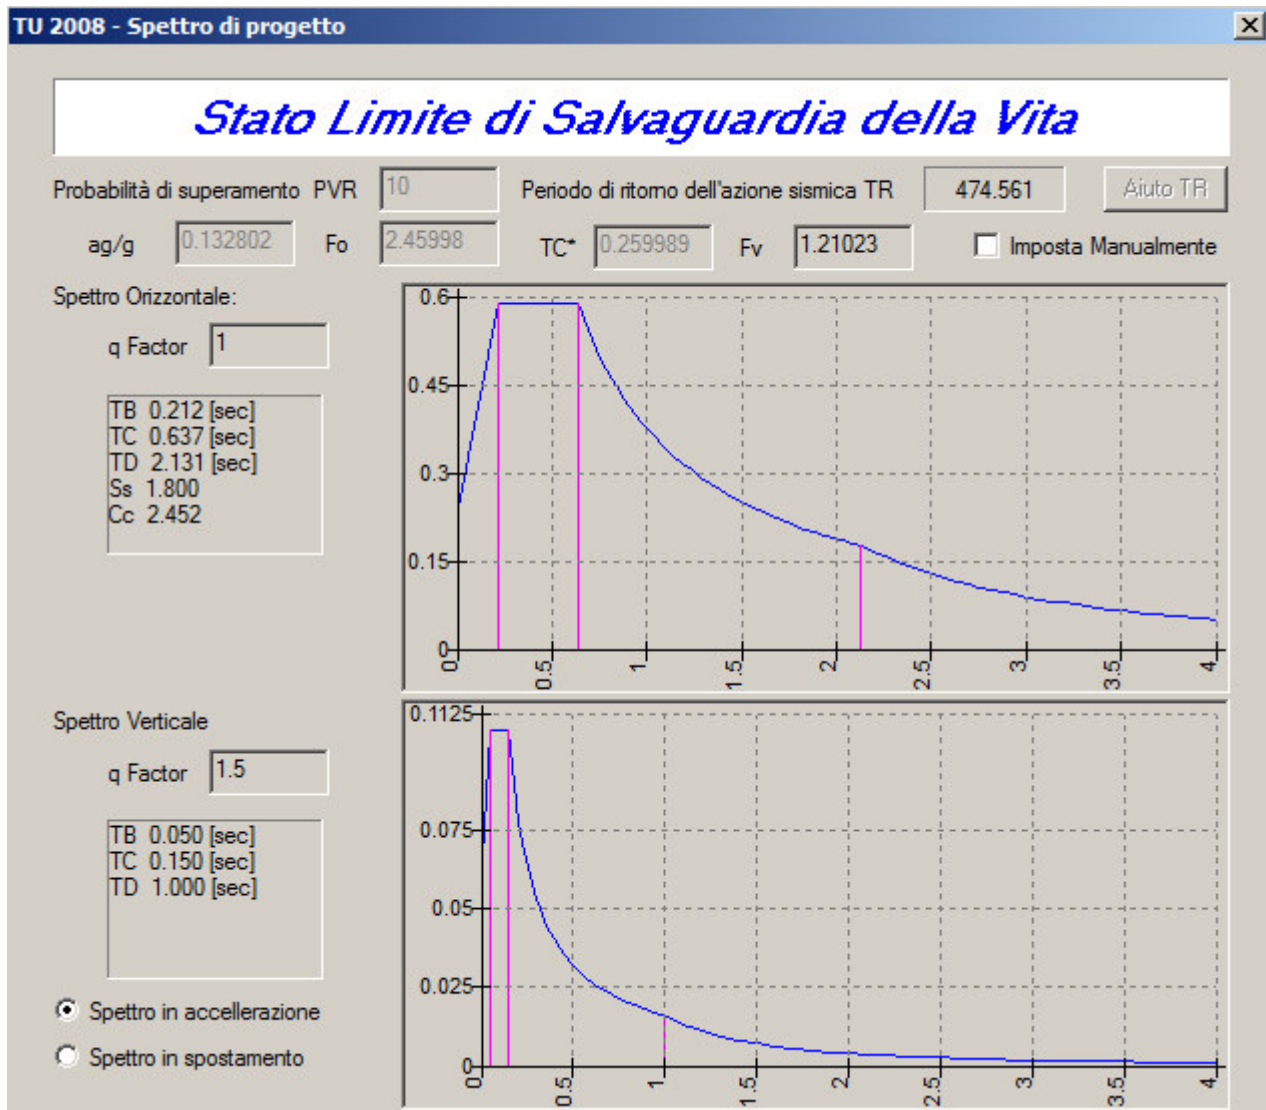 TU 2008 - Spettro di progetto
Stato Limite di Salvaguardia della Vita
Probabilità di superamento PVR 10 Periodo di ritorno dell'azione sismica TR 474.561 Aiuto TR
ag/g 0.132802 Fo 2.45998 TC* 0.259989 Fv 1.21023 Imposta Manualmente
Spettro Orizzontale:
q Factor 1
TB 0.212 [sec]
TC 0.637 [sec]
TD 2.131 [sec]
Ss 1.800
Cc 2.452
0.6
0.45
0.3
0.15
0
0 0.5 1 1.5 2 2.5 3 3.5 4
Spettro Verticale
q Factor 1.5
TB 0.050 [sec]
TC 0.150 [sec]
TD 1.000 [sec]
Spettro in accellerazione
Spettro in spostamento
0.1125
0.075
0.05
0.025
0
0 0.5 1 1.5 2 2.5 3 3.5 4